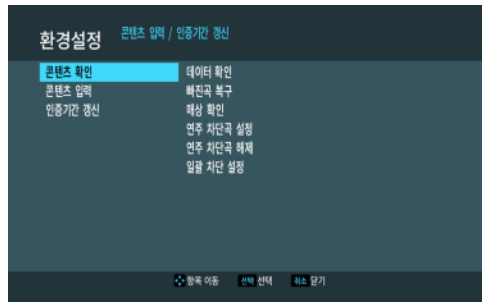 환경설정 콘텐츠 입력 / 인증기간 갱신
콘텐츠 확인 데이터 확인
콘텐츠 입력 빠진곡 복구
인증기간 갱신 해상 확인
연주 차단곡 설정
연주 차단곡 해제
일괄 차단 설정
항목 이동 선택 선택 취소 닫기